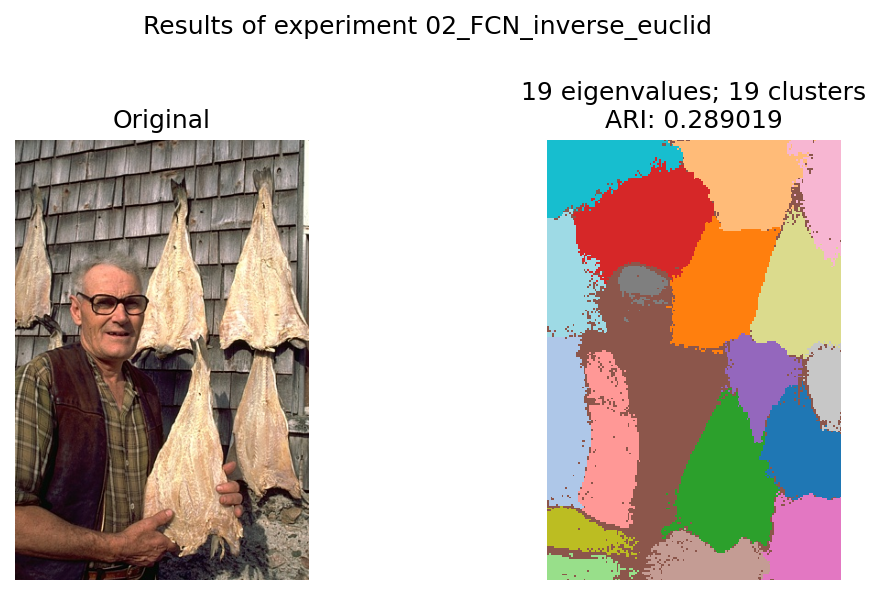 Results of experiment 02_FCN_inverse_euclid
Original
19 eigenvalues; 19 clusters
ARI: 0.289019